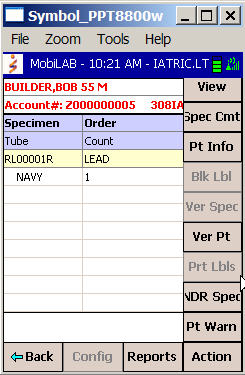 Symbol_PPT8800w
File Zoom Tools Help
MobiLAB - 10:21 AM - IATRIC.LT
BUILDER,BOB 55 M
Account#: Z000000005 308IA
Specimen Order
Tube Count
RL00001R LEAD
NAVY 1
View
Spec Cmt
Pt Info
Blk Lbl
Ver Spec
Ver Pt
Prt Lbls
NDR Spec
Pt Warn
Back Config Reports Action